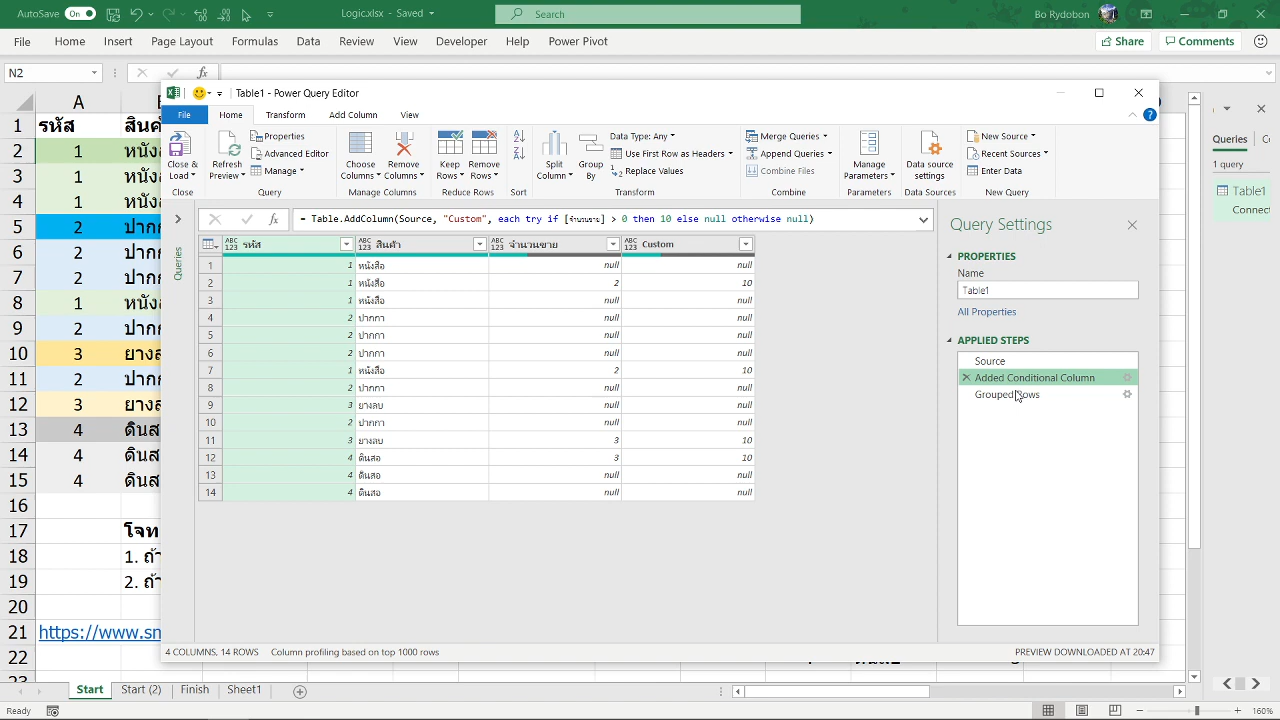 AutoSave On Logic.xlsx - Saved Search Bo Rydobon
File Home Insert Page Layout Formulas Data Review View Developer Help Power Pivot Share Comments
N2 fx
Table1 - Power Query Editor
File Home Transform Add Column View
Close & Load
Close
Refresh Preview
Properties
Advanced Editor
Manage
Query
Choose Columns
Remove Columns
Manage Columns
Keep Rows
Remove Rows
Reduce Rows
Sort
Split Column
Group By
Data Type: Any
Use First Row as Headers
Replace Values
Transform
Merge Queries
Append Queries
Combine Files
Combine
Manage Parameters
Parameters
Data source settings
Data Sources
New Source
Recent Sources
Enter Data
New Query
fx = Table.AddColumn(Source, "Custom", each try if [จำนวนขาย] > 0 then 10 else null otherwise null)
Queries
ABC 123 รหัส ABC 123 สินค้า ABC 123 จำนวนขาย ABC 123 Custom
1 1 หนังสือ null null
2 1 หนังสือ 2 10
3 1 หนังสือ null null
4 2 ปากกา null null
5 2 ปากกา null null
6 2 ปากกา null null
7 1 หนังสือ 2 10
8 2 ปากกา null null
9 3 ยางลบ null null
10 2 ปากกา null null
11 3 ยางลบ 3 10
12 4 ดินสอ 3 10
13 4 ดินสอ null null
14 4 ดินสอ null null
Query Settings
PROPERTIES
Name
Table1
All Properties
APPLIED STEPS
Source
Added Conditional Column
Grouped Rows
4 COLUMNS, 14 ROWS Column profiling based on top 1000 rows PREVIEW DOWNLOADED AT 20:47
A
1 รหัส
2 1
3 1
4 1
5 2
6 2
7 2
8 1
9 2
10 3
11 2
12 3
13 4
14 4
15 4
16
17
18 1.
19 2.
20
21 https://www.sn
22
23
Queries
1 query
Table1
Connect
Start Start (2) Finish Sheet1
Ready 160%